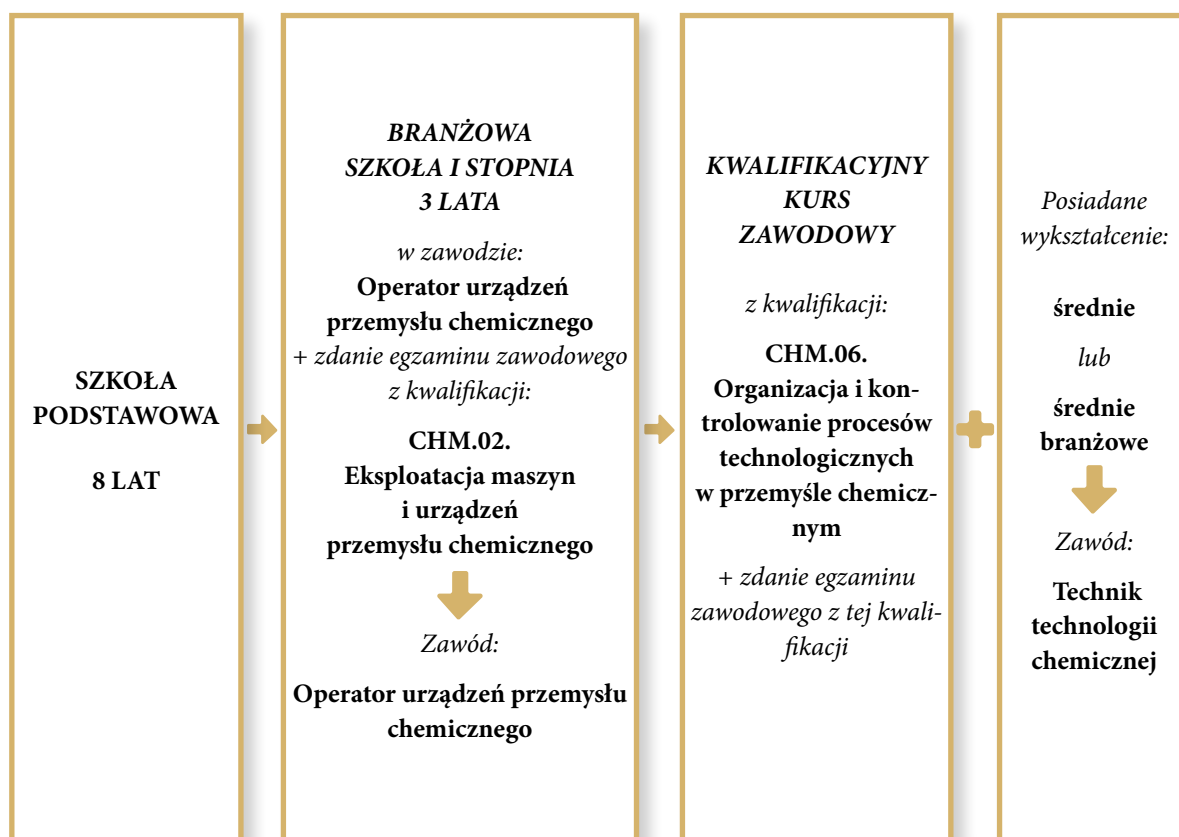 SZKOŁA
PODSTAWOWA
8 LAT
BRANŻOWA
SZKOŁA I STOPNIA
3 LATA
w zawodzie:
Operator urządzeń
przemysłu chemicznego
+ zdanie egzaminu zawodowego
z kwalifikacji:
CHM.02.
Eksploatacja maszyn
i urządzeń
przemysłu chemicznego
Zawód:
Operator urządzeń przemysłu
chemicznego
KWALIFIKACYJNY
KURS
ZAWODOWY
z kwalifikacji:
CHM.06.
Organizacja i kon-
trolowanie procesów
technologicznych
w przemyśle chemicz-
nym
+ zdanie egzaminu
zawodowego z tej kwali-
fikacji
Posiadane
wykształcenie:
średnie
lub
średnie
branżowe
Zawód:
Technik
technologii
chemicznej